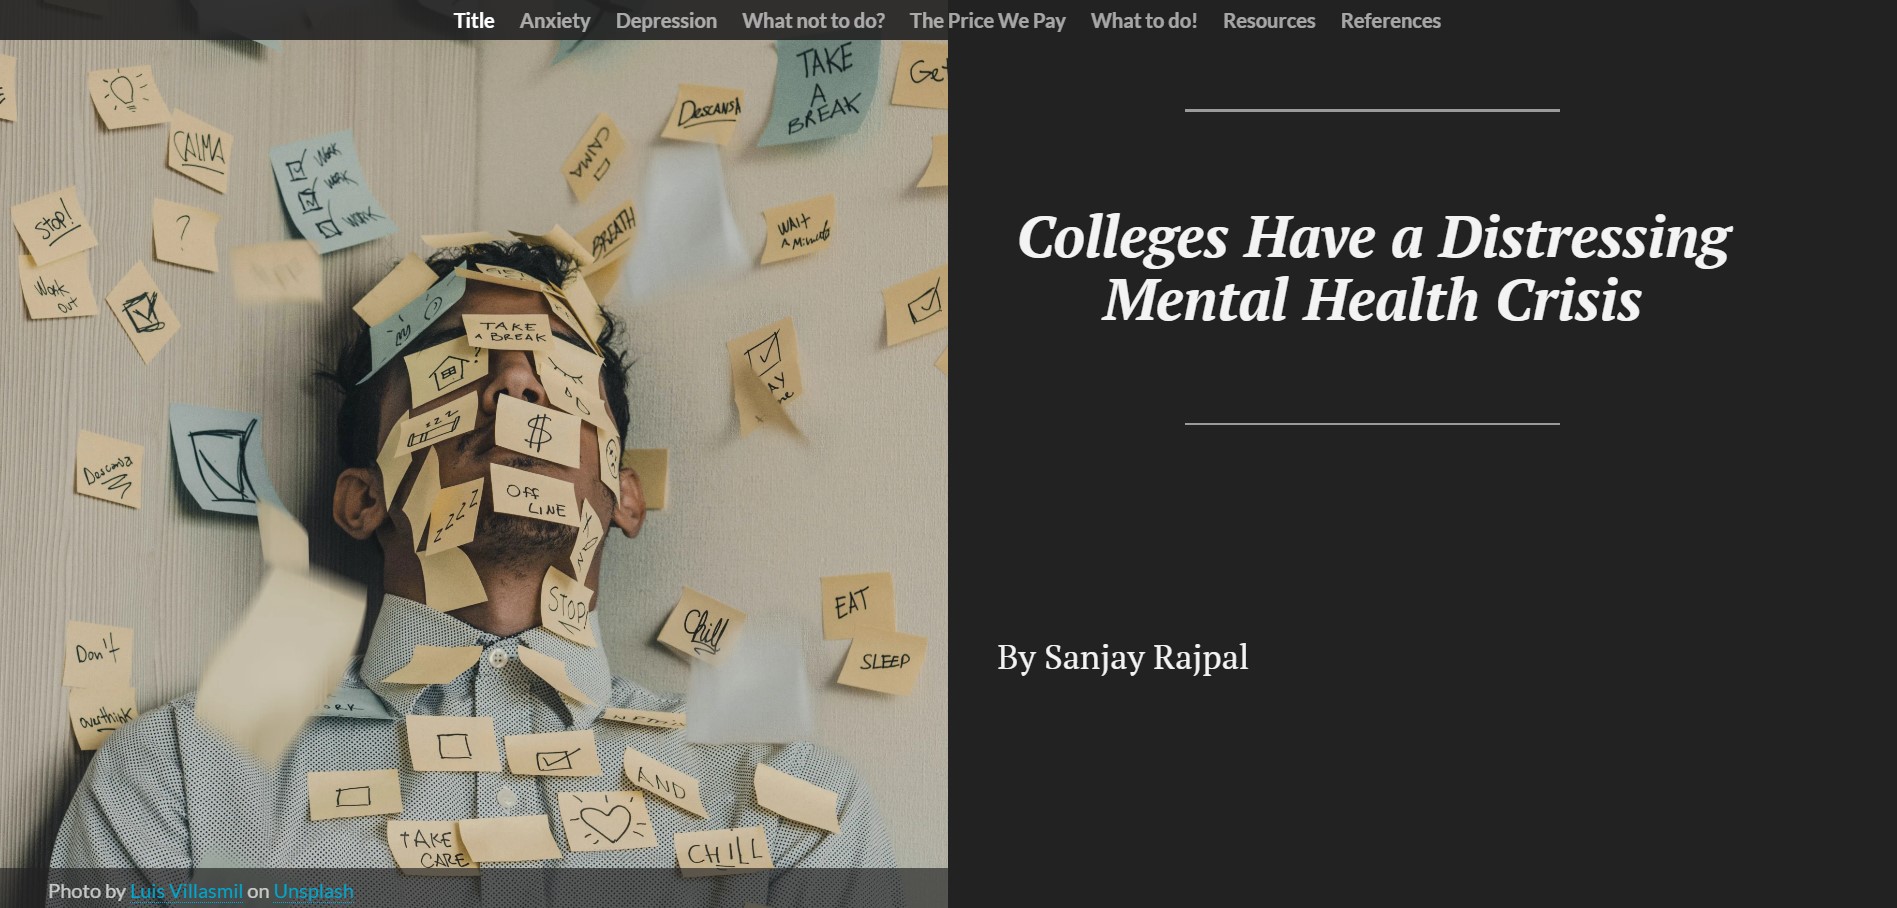 Title Anxiety Depression What not to do? The Price We Pay What to do! Resources References
TAKE
A
BREAK
Get
DESCANSA
CALMA
CALMA
WORK
WORK
WORK
STOP!
?
BREATH
WAIT
A Minute
Work
out
TAKE
A BREAK
?
zzz
$
OFF
LINE
ZZZZ
Descansa
STOP!
Chill
EAT
SLEEP
Don't
overthink
AND
TAKE
CARE
CHILL
Colleges Have a Distressing
Mental Health Crisis
By Sanjay Rajpal
Photo by Luis Villasmil on Unsplash